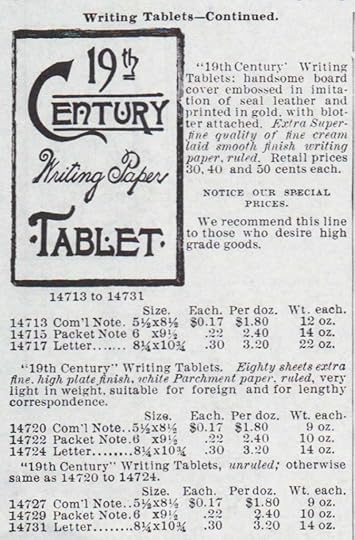 Writing Tablets—Continued.
19th
CENTURY
Writing Paper
TABLET.
14713 to 14731
"19th Century' Writing
Tablets: handsome board
cover embossed in imita-
tion of seal leather and
printed in gold, with blot-
ter attached. Extra Super-
fine quality of fine cream
laid smooth finish writing
paper, ruled. Retail prices
30, 40 and 50 cents each.
NOTICE OUR SPECIAL
PRICES.
We recommend this line
to those who desire high
grade goods.
Size. Each. Per doz. Wt. each.
14713 Com'l Note. 5½x8½ $0.17 $1.80 12 oz.
14715 Packet Note 6 x9½ .22 2.40 14 oz.
14717 Letter...... 8¼x10¾ .30 3.20 22 oz.
"19th Century" Writing Tablets. Eighty sheets extra
fine, high plate finish, white Parchment paper, ruled, very
light in weight, suitable for foreign and for lengthy
correspondence.
Size. Each. Per doz. Wt. each.
14720 Com'l Note..5½x8½ $0.17 $1.80 9 oz.
14722 Packet Note.6 x9½ .22 2.40 10 oz.
14724 Letter.......8¼x10¾ .30 3.20 14 oz.
"19th Century" Writing Tablets, unruled; otherwise
same as 14720 to 14724.
Size. Each. Per doz. Wt. each.
14727 Com'l Note..5½x8½ $0.17 $1.80 9 oz.
14729 Packet Note.6 x9½ .22 2.40 10 oz.
14731 Letter........8¼x10¾ .30 3.20 14 oz.